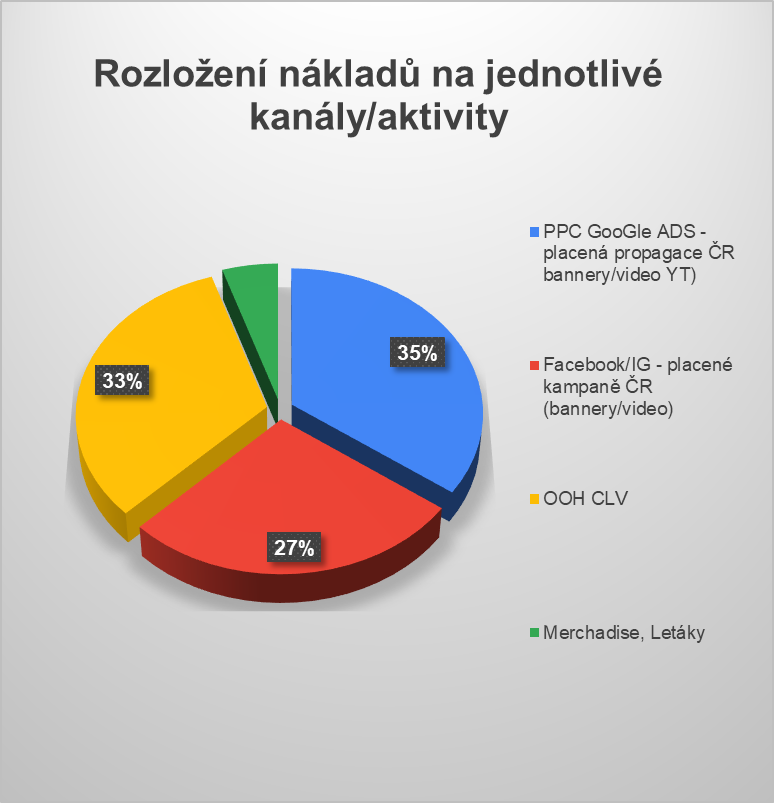 Rozložení nákladů na jednotlivé
kanály/aktivity
PPC GooGle ADS -
placená propagace ČR
bannery/video YT)
35%
Facebook/IG - placené
kampaně ČR
(bannery/video)
33%
OOH CLV
27%
Merchadise, Letáky